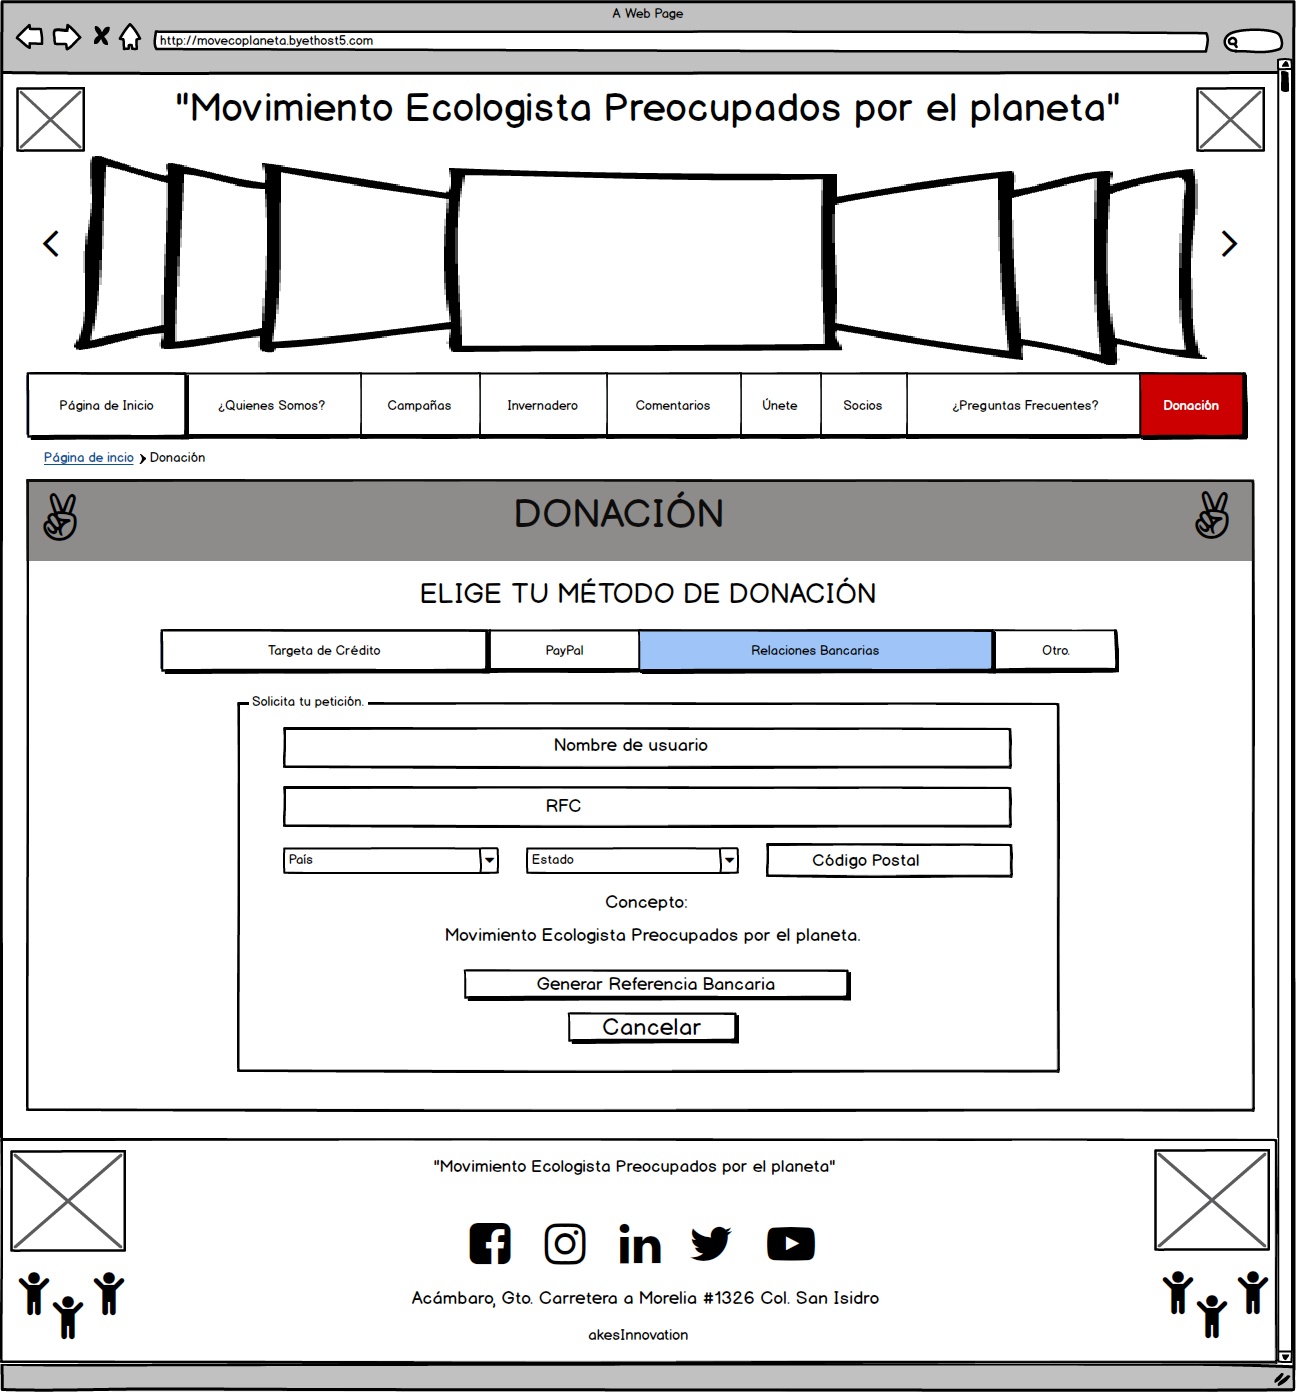 A Web Page
http://movecoplaneta.byethost5.com
"Movimiento Ecologista Preocupados por el planeta"
Página de Inicio ¿Quienes Somos? Campañas Invernadero Comentarios Únete Socios ¿Preguntas Frecuentes? Donación
Página de incio Donación
DONACIÓN
ELIGE TU MÉTODO DE DONACIÓN
Targeta de Crédito PayPal Relaciones Bancarias Otro.
Solicita tu petición.
Nombre de usuario
RFC
País Estado Código Postal
Concepto:
Movimiento Ecologista Preocupados por el planeta.
Generar Referencia Bancaria
Cancelar
"Movimiento Ecologista Preocupados por el planeta"
Acámbaro, Gto. Carretera a Morelia #1326 Col. San Isidro
akesInnovation